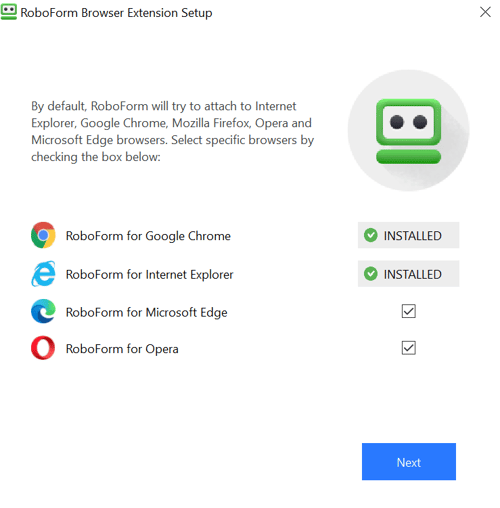 RoboForm Browser Extension Setup
By default, RoboForm will try to attach to Internet
Explorer, Google Chrome, Mozilla Firefox, Opera and
Microsoft Edge browsers. Select specific browsers by
checking the box below:
RoboForm for Google Chrome
INSTALLED
RoboForm for Internet Explorer
INSTALLED
RoboForm for Microsoft Edge
RoboForm for Opera
Next